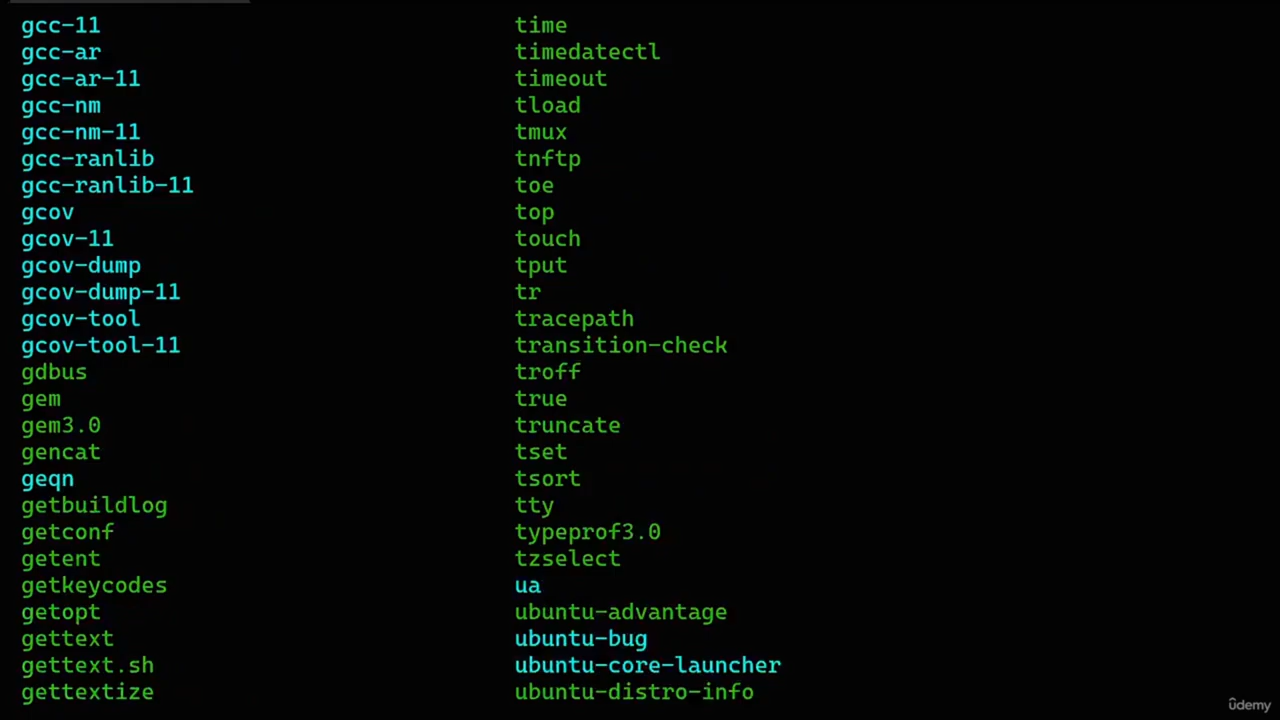 gcc-11 time
gcc-ar timedatectl
gcc-ar-11 timeout
gcc-nm tload
gcc-nm-11 tmux
gcc-ranlib tnftp
gcc-ranlib-11 toe
gcov top
gcov-11 touch
gcov-dump tput
gcov-dump-11 tr
gcov-tool tracepath
gcov-tool-11 transition-check
gdbus troff
gem true
gem3.0 truncate
gencat tset
geqn tsort
getbuildlog tty
getconf typeprof3.0
getent tzselect
getkeycodes ua
getopt ubuntu-advantage
gettext ubuntu-bug
gettext.sh ubuntu-core-launcher
gettextize ubuntu-distro-info
ûdemy